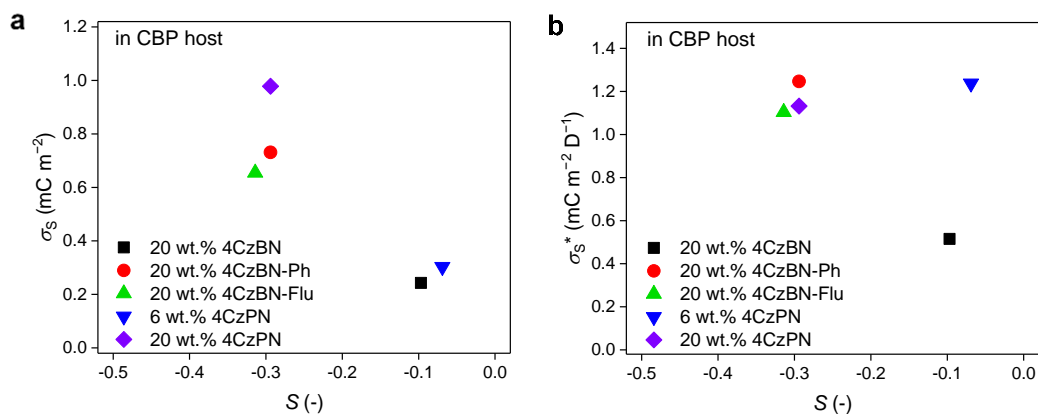 a
in CBP host
σS (mC m−2)
1.2
1.0
0.8
0.6
0.4
0.2
0.0
20 wt.% 4CzBN
20 wt.% 4CzBN-Ph
20 wt.% 4CzBN-Flu
6 wt.% 4CzPN
20 wt.% 4CzPN
-0.5 -0.4 -0.3 -0.2 -0.1 0.0
S (-)
b
in CBP host
σS* (mC m−2 D−1)
1.4
1.2
1.0
0.8
0.6
0.4
0.2
0.0
20 wt.% 4CzBN
20 wt.% 4CzBN-Ph
20 wt.% 4CzBN-Flu
6 wt.% 4CzPN
20 wt.% 4CzPN
-0.5 -0.4 -0.3 -0.2 -0.1 0.0
S (-)